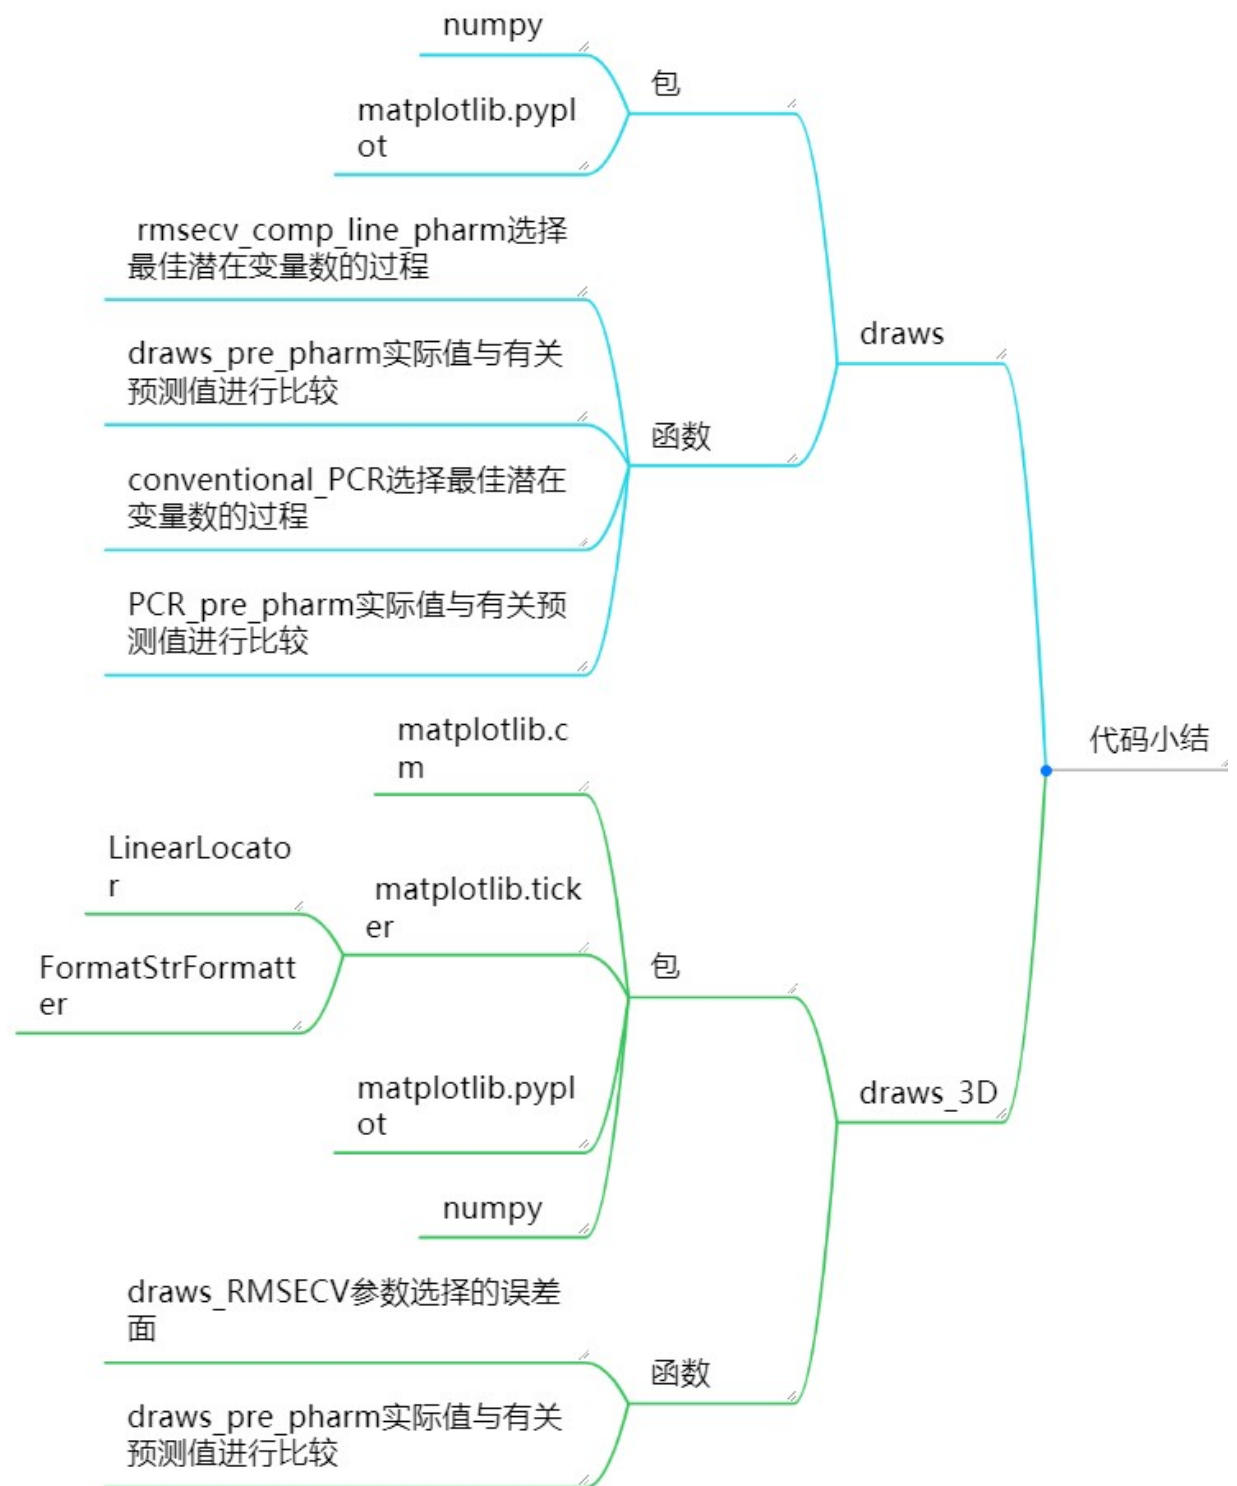 numpy
包
matplotlib.pypl
ot
rmsecv_comp_line_pharm选择
最佳潜在变量数的过程
draws
draws_pre_pharm实际值与有关
预测值进行比较
函数
conventional_PCR选择最佳潜在
变量数的过程
PCR_pre_pharm实际值与有关预
测值进行比较
matplotlib.c
m
代码小结
LinearLocato
r
matplotlib.tick
er
包
FormatStrFormatt
er
matplotlib.pypl
ot
draws_3D
numpy
draws_RMSECV参数选择的误差
面
函数
draws_pre_pharm实际值与有关
预测值进行比较